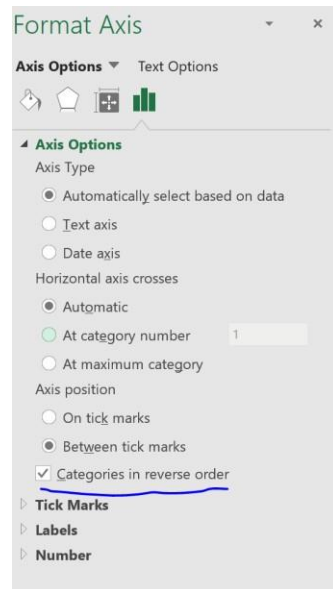 Format Axis
Axis Options Text Options
Axis Options
Axis Type
Automatically select based on data
Text axis
Date axis
Horizontal axis crosses
Automatic
At category number 1
At maximum category
Axis position
On tick marks
Between tick marks
Categories in reverse order
Tick Marks
Labels
Number